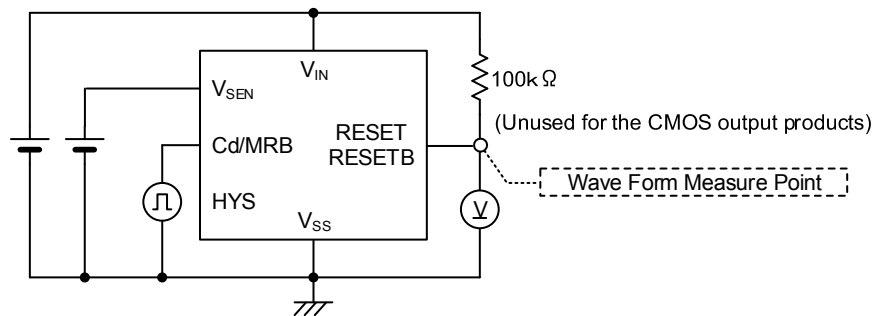 V_IN
100kΩ
V_SEN
(Unused for the CMOS output products)
RESET
Cd/MRB
RESETB
Wave Form Measure Point
HYS
V
V_SS